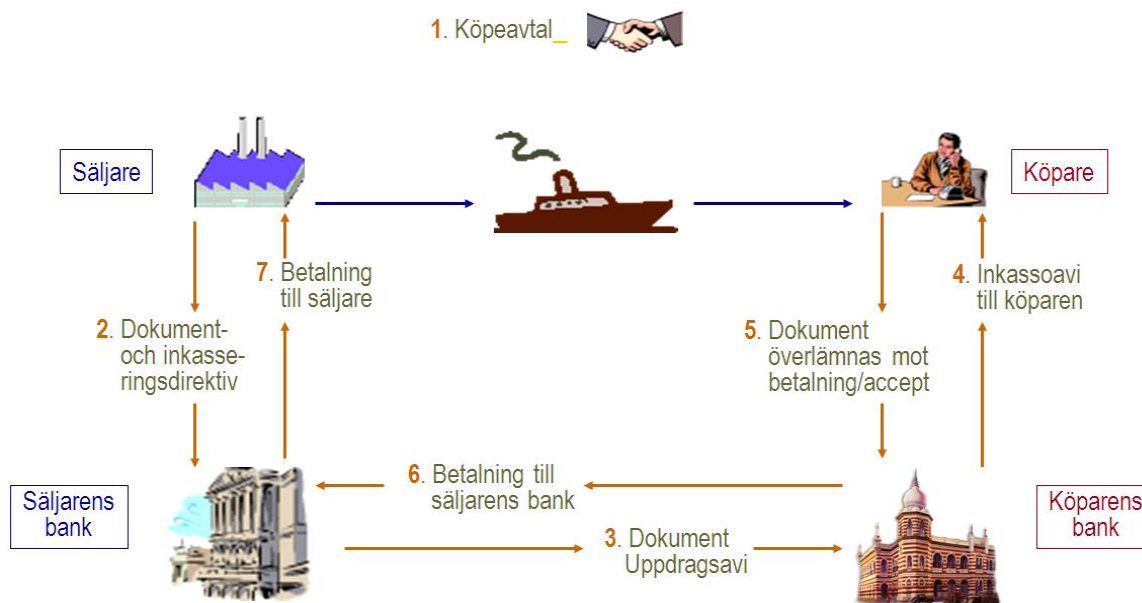 1. Köpeavtal_
Säljare
Köpare
7. Betalning
till säljare
4. Inkassoavi
till köparen
2. Dokument-
och inkasse-
ringsdirektiv
5. Dokument
överlämnas mot
betalning/accept
6. Betalning till
säljarens bank
Säljarens
bank
Köparens
bank
3. Dokument
Uppdragsavi